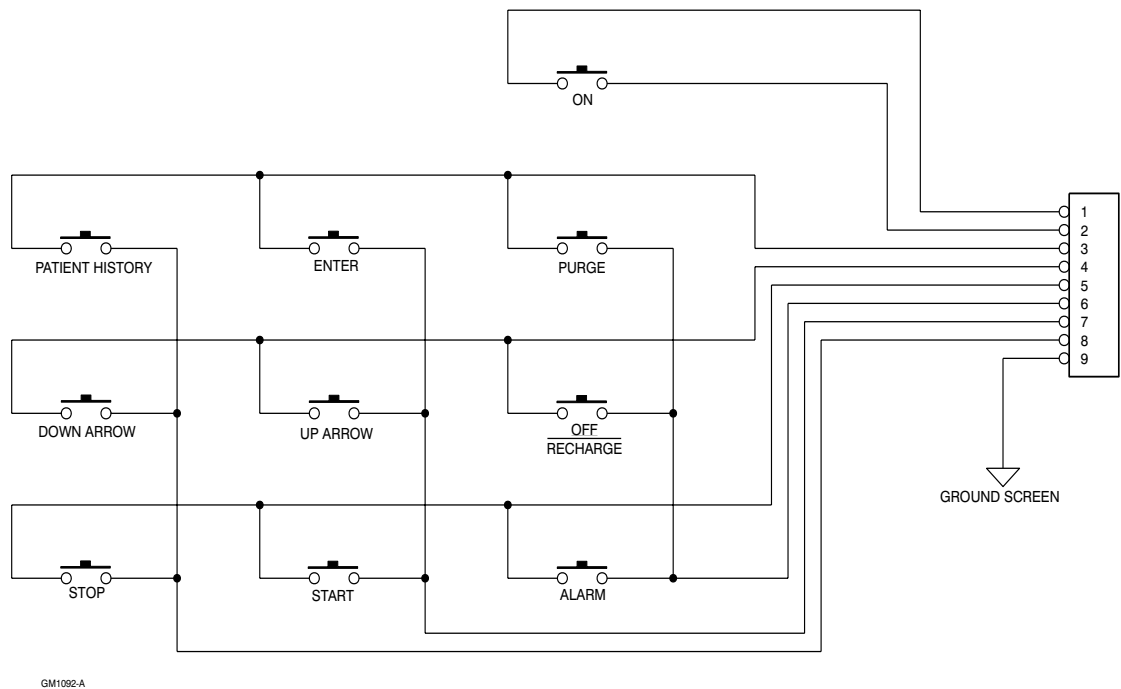 ON
1
2
3
4
5
6
7
8
9
PATIENT HISTORY
ENTER
PURGE
DOWN ARROW
UP ARROW
OFF
RECHARGE
GROUND SCREEN
STOP
START
ALARM
GM1092-A